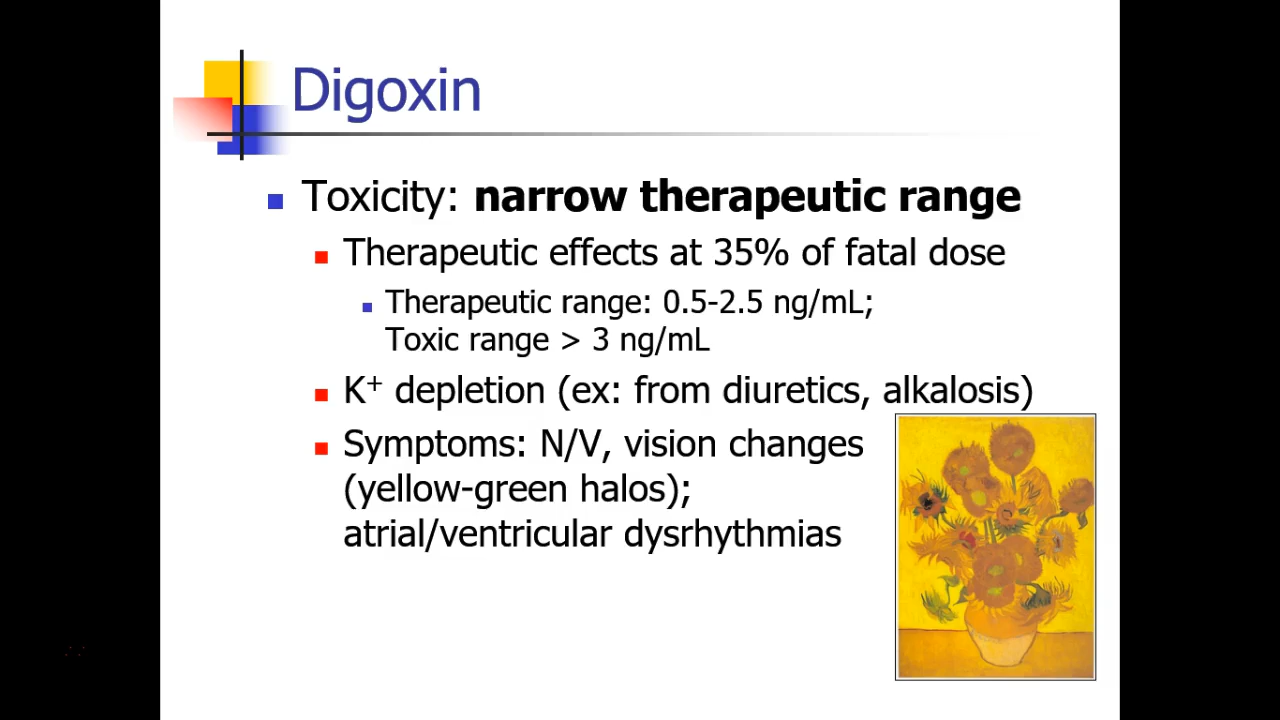 Digoxin
Toxicity: narrow therapeutic range
Therapeutic effects at 35% of fatal dose
Therapeutic range: 0.5-2.5 ng/mL;
Toxic range > 3 ng/mL
K⁺ depletion (ex: from diuretics, alkalosis)
Symptoms: N/V, vision changes
(yellow-green halos);
atrial/ventricular dysrhythmias